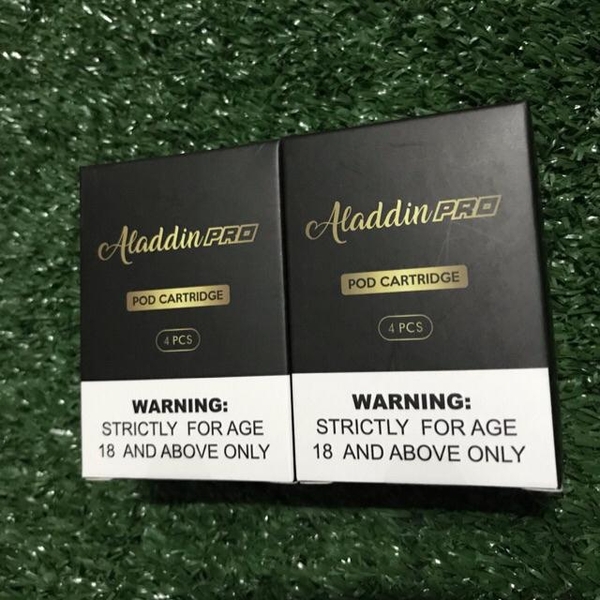 Aladdin PRO
POD CARTRIDGE
4 PCS
WARNING:
STRICTLY FOR AGE
18 AND ABOVE ONLY
Aladdin PRO
POD CARTRIDGE
4 PCS
WARNING:
STRICTLY FOR AGE
18 AND ABOVE ONLY